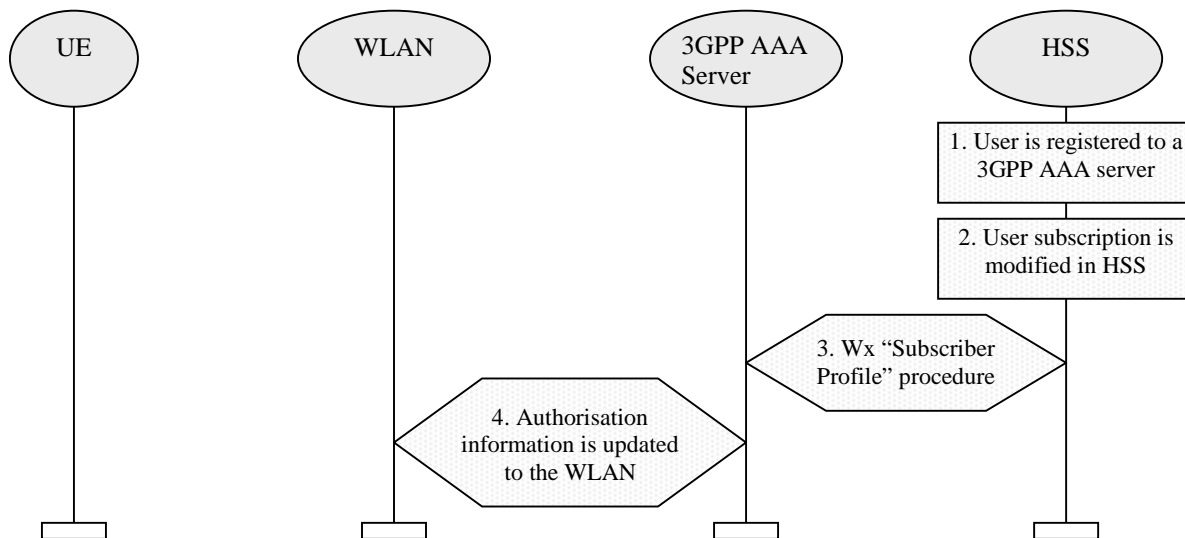 UE
WLAN
3GPP AAA
Server
HSS
1. User is registered to a
3GPP AAA server
2. User subscription is
modified in HSS
3. Wx “Subscriber
Profile” procedure
4. Authorisation
information is updated
to the WLAN